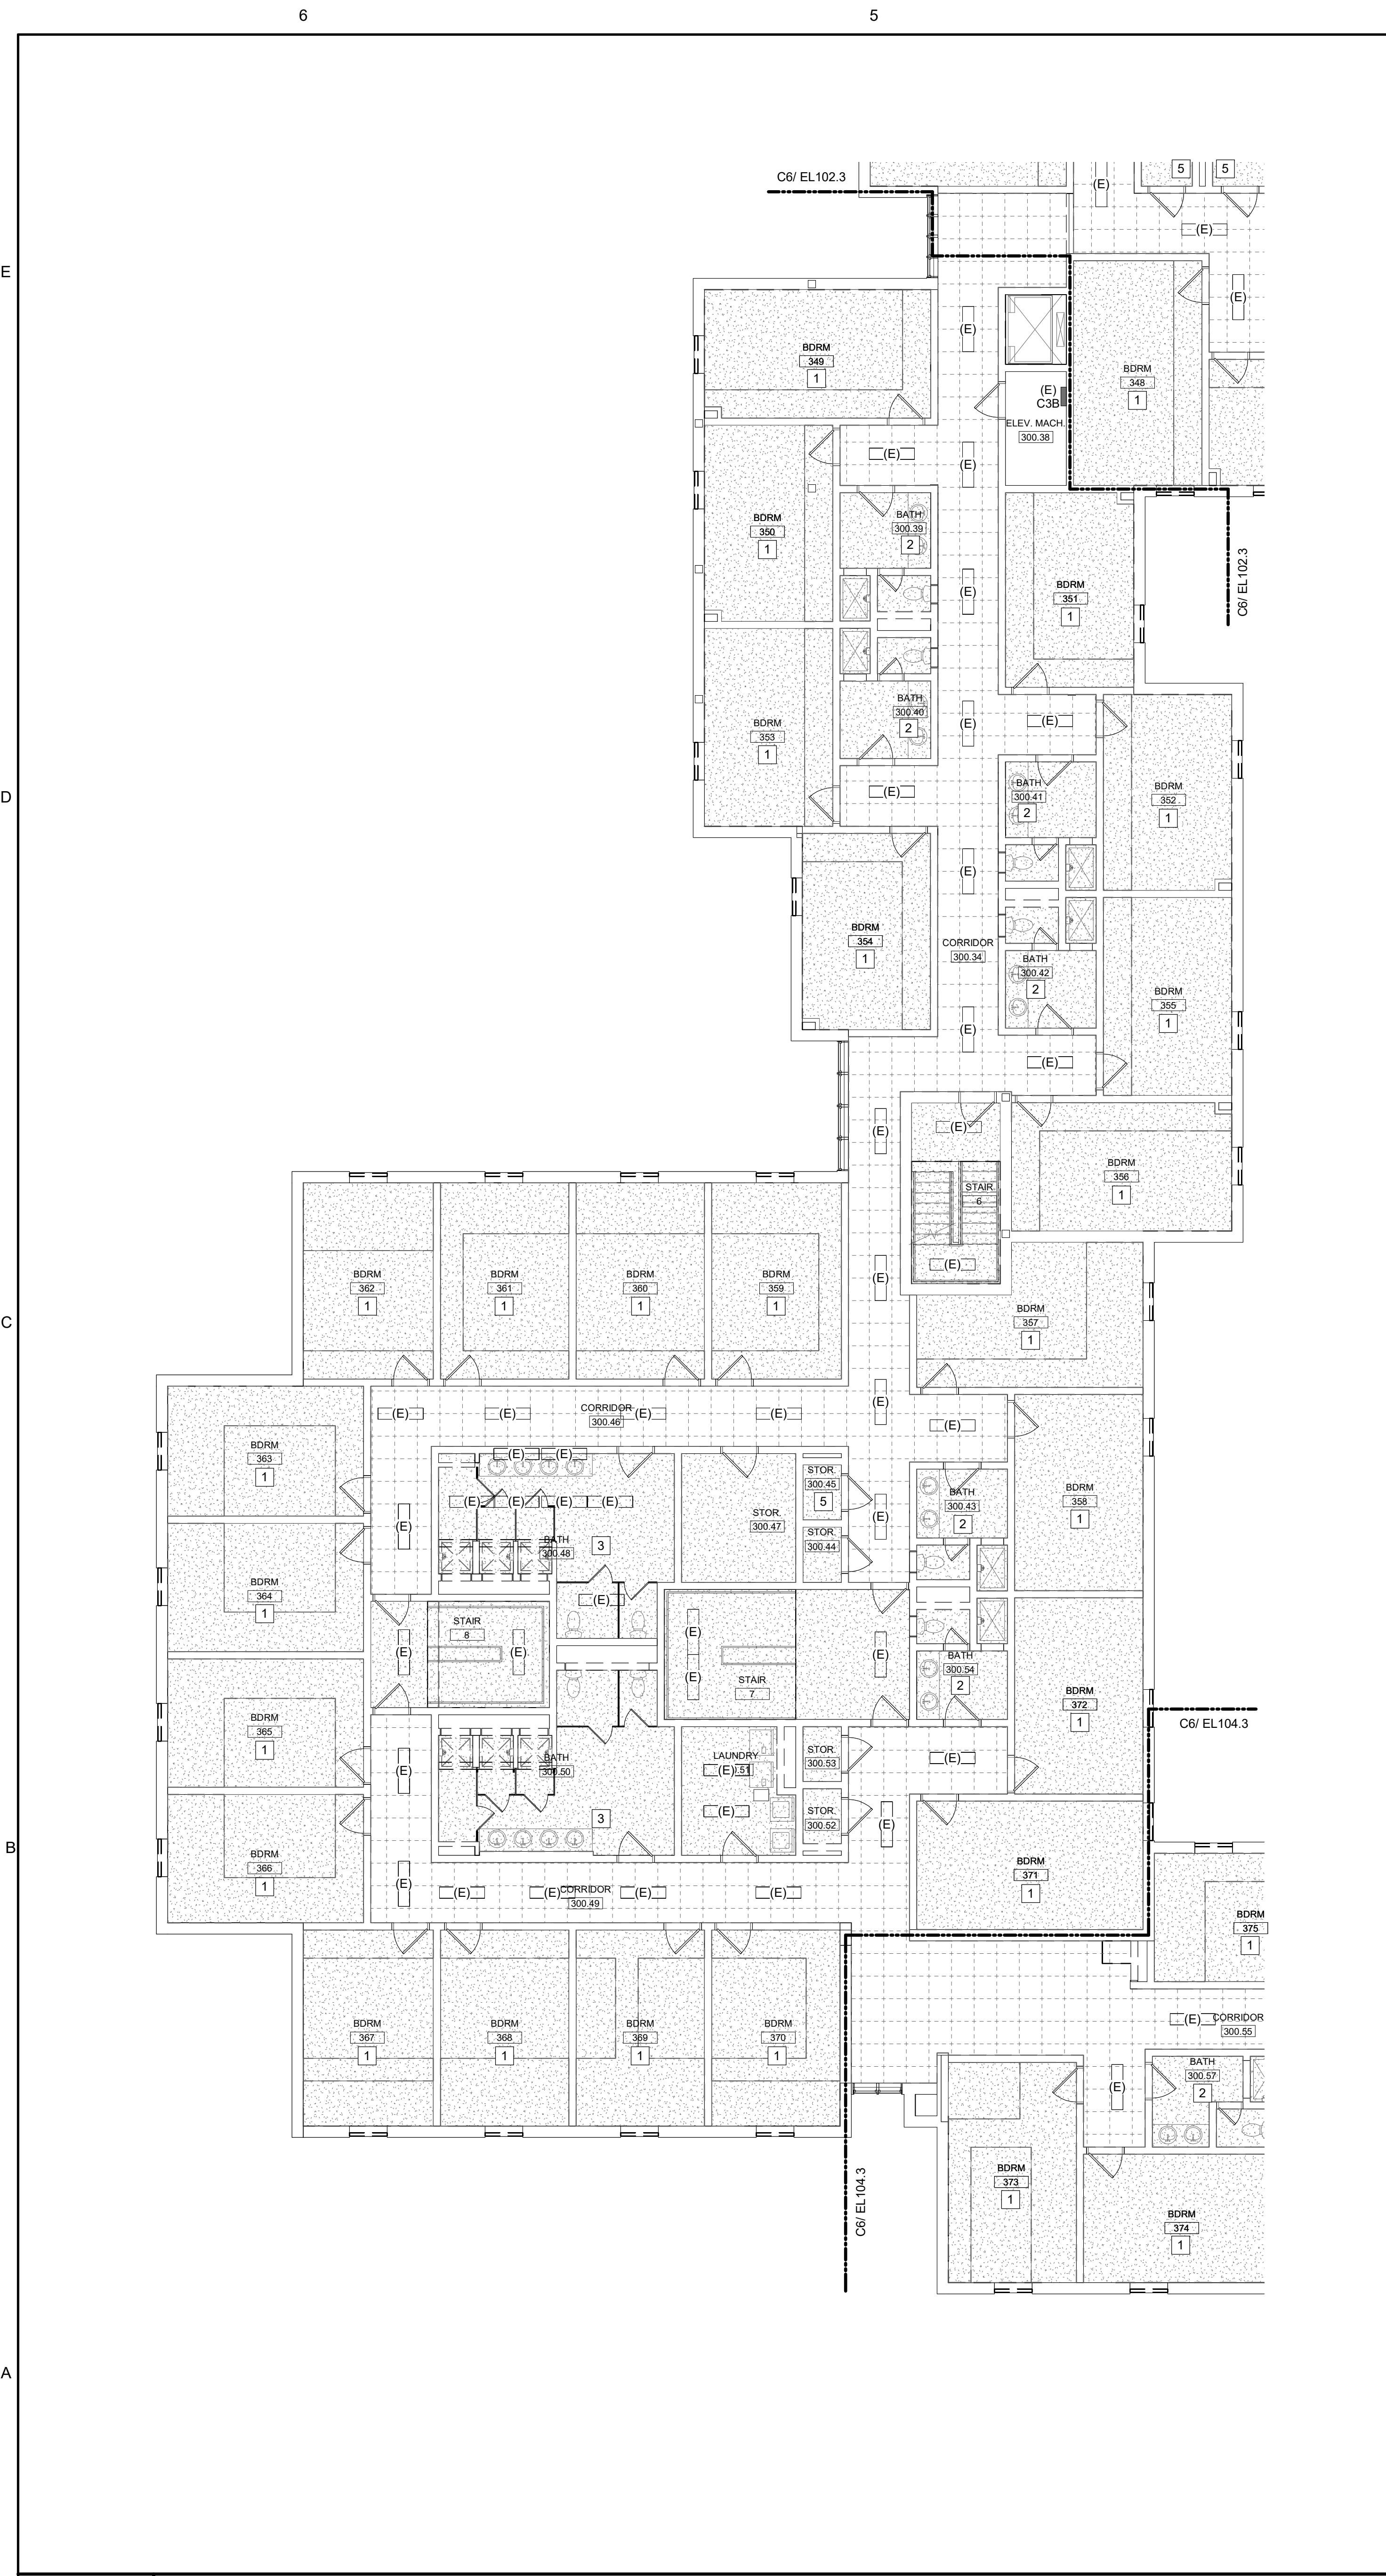 6
5
E
D
C
B
A
C6/ EL102.3
5
5
(E)
(E)
(E)
(E)
BDRM
349
1
BDRM
348
1
(E)
C3B
ELEV. MACH.
300.38
(E)
(E)
BDRM
350
1
BATH
300.39
2
(E)
BDRM
351
1
C6/ EL102.3
BATH
300.40
2
(E)
(E)
BDRM
353
1
(E)
BATH
300.41
2
BDRM
352
1
(E)
BDRM
354
1
CORRIDOR
300.34
BATH
300.42
2
BDRM
355
1
(E)
(E)
(E)
(E)
STAIR
6
BDRM
356
1
(E)
(E)
BDRM
362
1
BDRM
361
1
BDRM
360
1
BDRM
359
1
BDRM
357
1
(E)
(E)
(E)
CORRIDOR
300.46
(E)
(E)
(E)
(E)
BDRM
363
1
(E)
(E)
(E)
(E)
(E)
(E)
(E)
BATH
300.48
3
STOR.
300.47
STOR.
300.45
5
STOR.
300.44
(E)
BATH
300.43
2
BDRM
358
1
BDRM
364
1
(E)
(E)
STAIR
8
(E)
(E)
(E)
STAIR
7
(E)
BATH
300.54
2
BDRM
372
1
C6/ EL104.3
BDRM
365
1
(E)
BATH
300.50
3
LAUNDRY
(E)
.51
(E)
STOR.
300.53
STOR.
300.52
(E)
(E)
BDRM
366
1
(E)
(E)
(E)
CORRIDOR
300.49
(E)
(E)
BDRM
371
1
BDRM
375
1
BDRM
367
1
BDRM
368
1
BDRM
369
1
BDRM
370
1
(E)
CORRIDOR
300.55
(E)
BATH
300.57
2
C6/ EL104.3
BDRM
373
1
BDRM
374
1